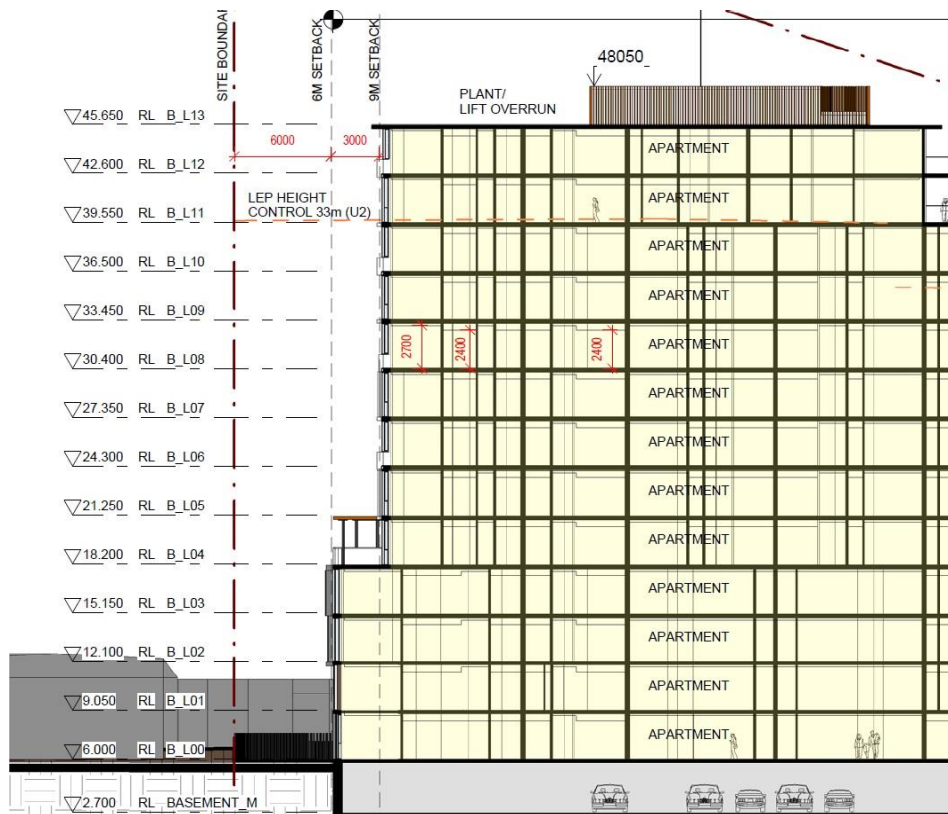 SITE BOUNDAR
6M SETBACK
9M SETBACK
48050
PLANT/
LIFT OVERRUN
45.650 RL B_L13
6000
3000
APARTMENT
42.600 RL B_L12
LEP HEIGHT
CONTROL 33m (U2)
APARTMENT
39.550 RL B_L11
APARTMENT
36.500 RL B_L10
APARTMENT
33.450 RL B_L09
2700
2400
2400
APARTMENT
30.400 RL B_L08
APARTMENT
27.350 RL B_L07
APARTMENT
24.300 RL B_L06
APARTMENT
21.250 RL B_L05
APARTMENT
18.200 RL B_L04
APARTMENT
15.150 RL B_L03
APARTMENT
12.100 RL B_L02
APARTMENT
9.050 RL B_L01
APARTMENT
6.000 RL B_L00
2.700 RL BASEMENT_M